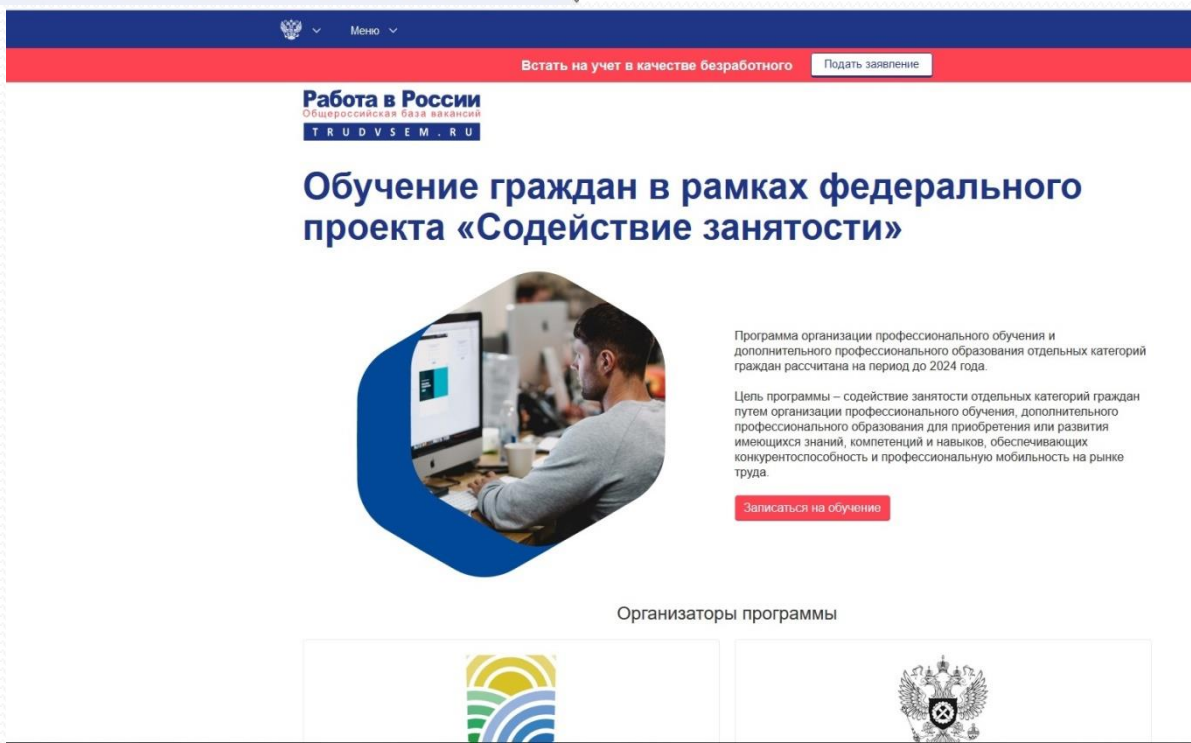 Меню
Встать на учет в качестве безработного Подать заявление
Работа в России
Общероссийская база вакансий
TRUDVSEM.RU
Обучение граждан в рамках федерального
проекта «Содействие занятости»
Программа организации профессионального обучения и
дополнительного профессионального образования отдельных категорий
граждан рассчитана на период до 2024 года.
Цель программы – содействие занятости отдельных категорий граждан
путем организации профессионального обучения, дополнительного
профессионального образования для приобретения или развития
имеющихся знаний, компетенций и навыков, обеспечивающих
конкурентоспособность и профессиональную мобильность на рынке
труда.
Записаться на обучение
Организаторы программы